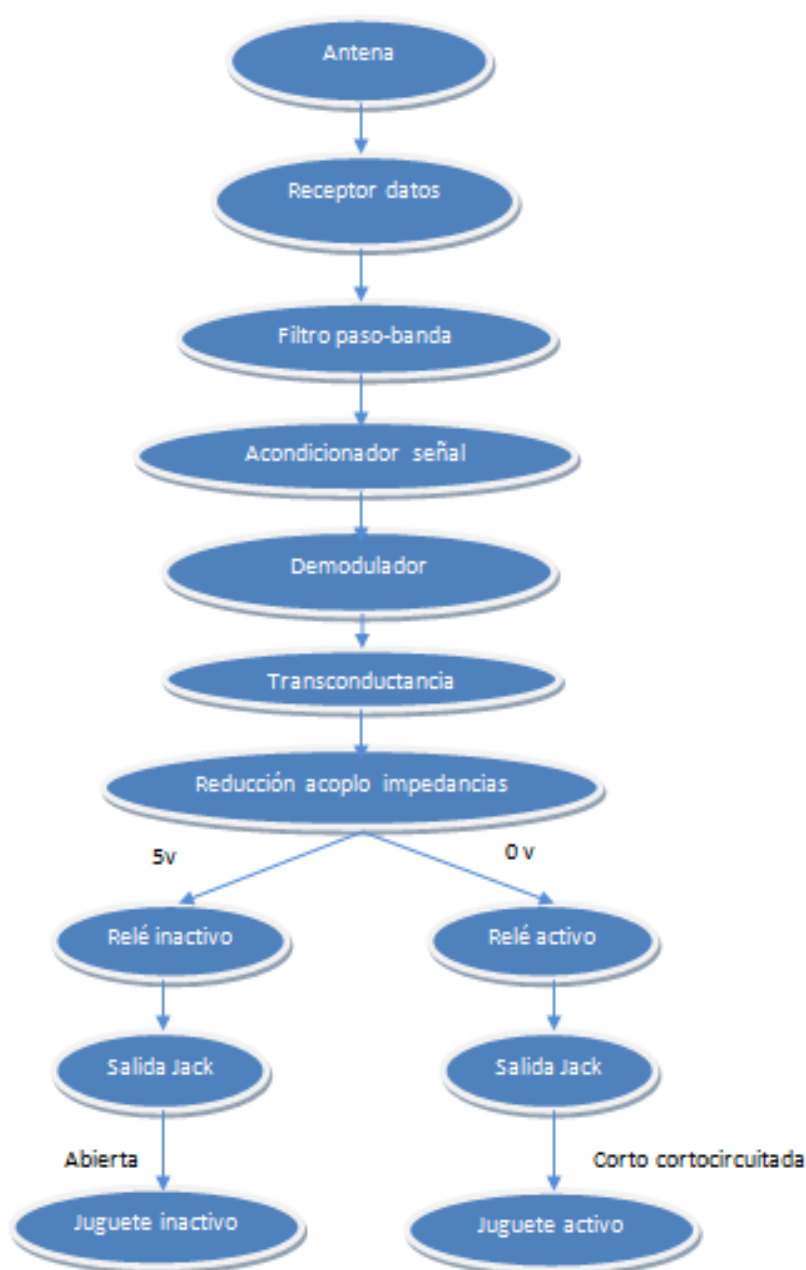 Antena
Receptor datos
Filtro paso-banda
Acondicionador señal
Demodulador
Transconductancia
Reducción acoplo impedancias
5v
0 v
Relé inactivo
Relé activo
Salida Jack
Salida Jack
Abierta
Corto cortocircuitada
Juguete inactivo
Juguete activo